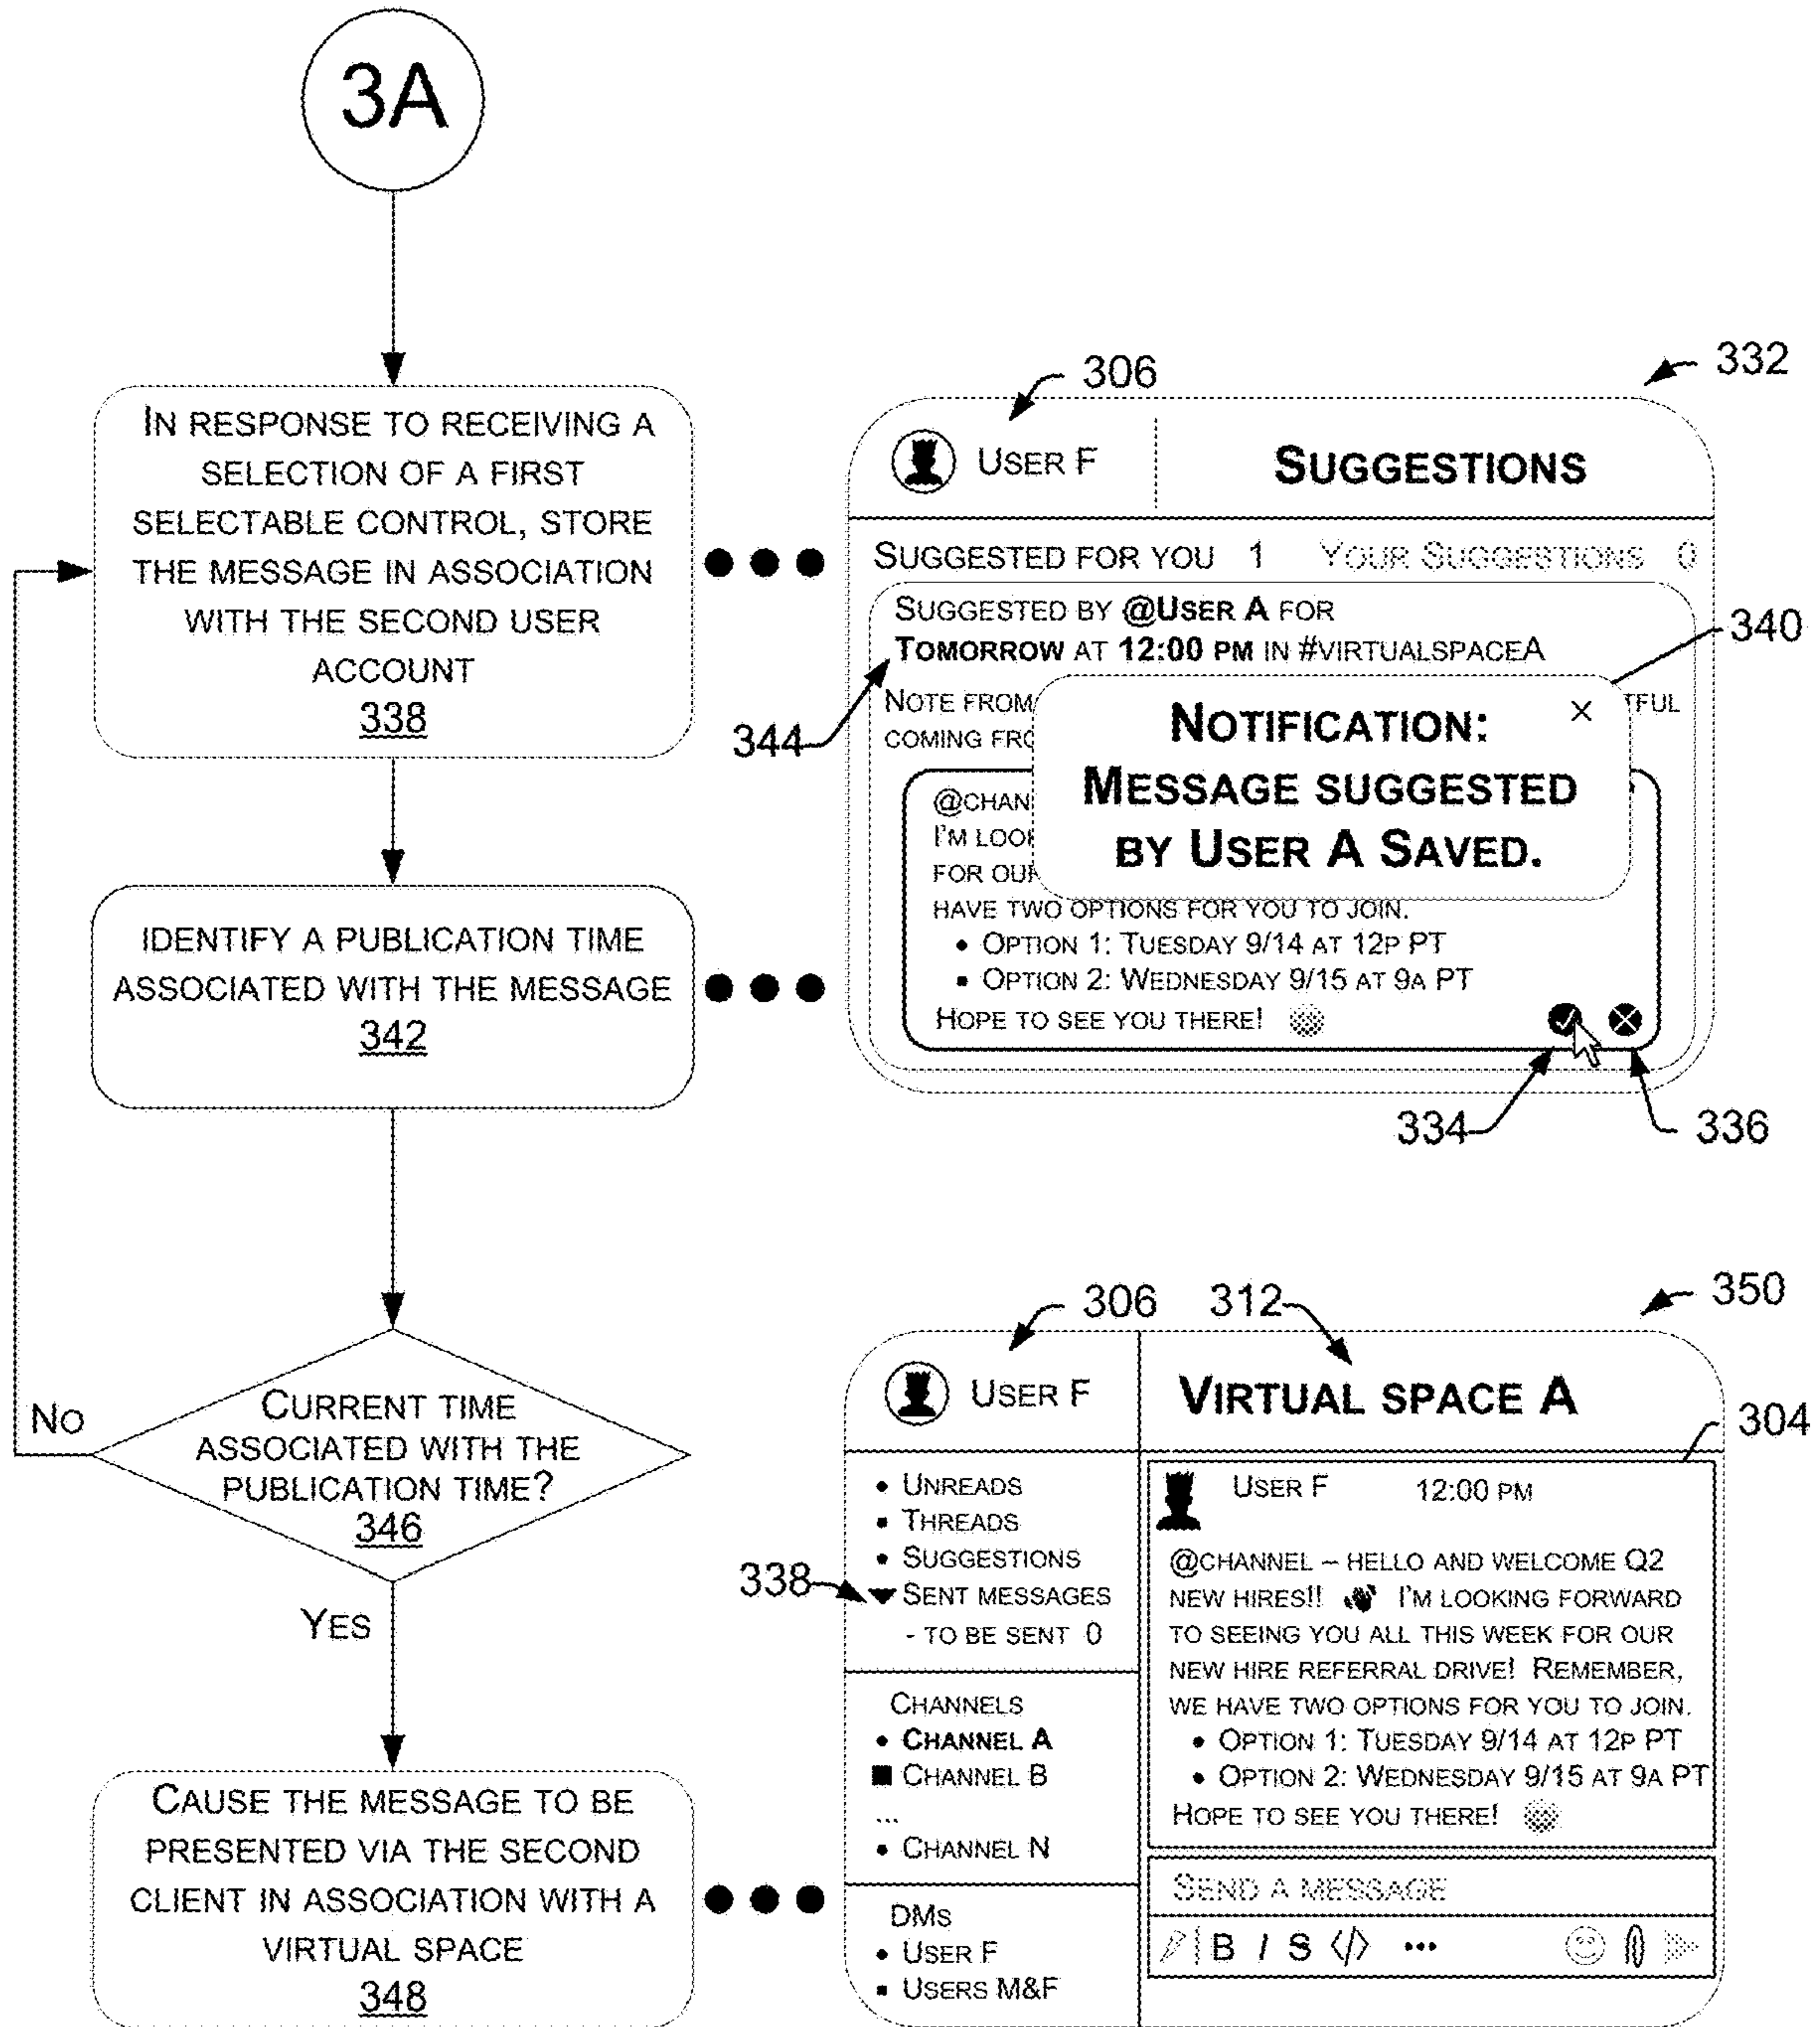 3A
IN RESPONSE TO RECEIVING A
SELECTION OF A FIRST
SELECTABLE CONTROL, STORE
THE MESSAGE IN ASSOCIATION
WITH THE SECOND USER
ACCOUNT
338
IDENTIFY A PUBLICATION TIME
ASSOCIATED WITH THE MESSAGE
342
CURRENT TIME
ASSOCIATED WITH THE
PUBLICATION TIME?
346
NO
YES
CAUSE THE MESSAGE TO BE
PRESENTED VIA THE SECOND
CLIENT IN ASSOCIATION WITH A
VIRTUAL SPACE
348
306
332
USER F
SUGGESTIONS
SUGGESTED FOR YOU 1 YOUR SUGGESTIONS 0
SUGGESTED BY @USER A FOR
TOMORROW AT 12:00 PM IN #VIRTUALSPACEA
340
344
NOTE FROM
TFUL
COMING FRO
NOTIFICATION: ×
MESSAGE SUGGESTED
BY USER A SAVED.
@CHAN
I'M LOOK
FOR OUR
HAVE TWO OPTIONS FOR YOU TO JOIN.
• OPTION 1: TUESDAY 9/14 AT 12P PT
• OPTION 2: WEDNESDAY 9/15 AT 9A PT
HOPE TO SEE YOU THERE!
334
336
306
312
350
USER F
VIRTUAL SPACE A
304
• UNREADS
• THREADS
• SUGGESTIONS
338
SENT MESSAGES
- TO BE SENT 0
CHANNELS
• CHANNEL A
CHANNEL B
...
• CHANNEL N
DMS
• USER F
• USERS M&F
USER F 12:00 PM
@CHANNEL – HELLO AND WELCOME Q2
NEW HIRES!! 👋 I'M LOOKING FORWARD
TO SEEING YOU ALL THIS WEEK FOR OUR
NEW HIRE REFERRAL DRIVE! REMEMBER,
WE HAVE TWO OPTIONS FOR YOU TO JOIN.
• OPTION 1: TUESDAY 9/14 AT 12P PT
• OPTION 2: WEDNESDAY 9/15 AT 9A PT
HOPE TO SEE YOU THERE!
SEND A MESSAGE
B I S </> •••